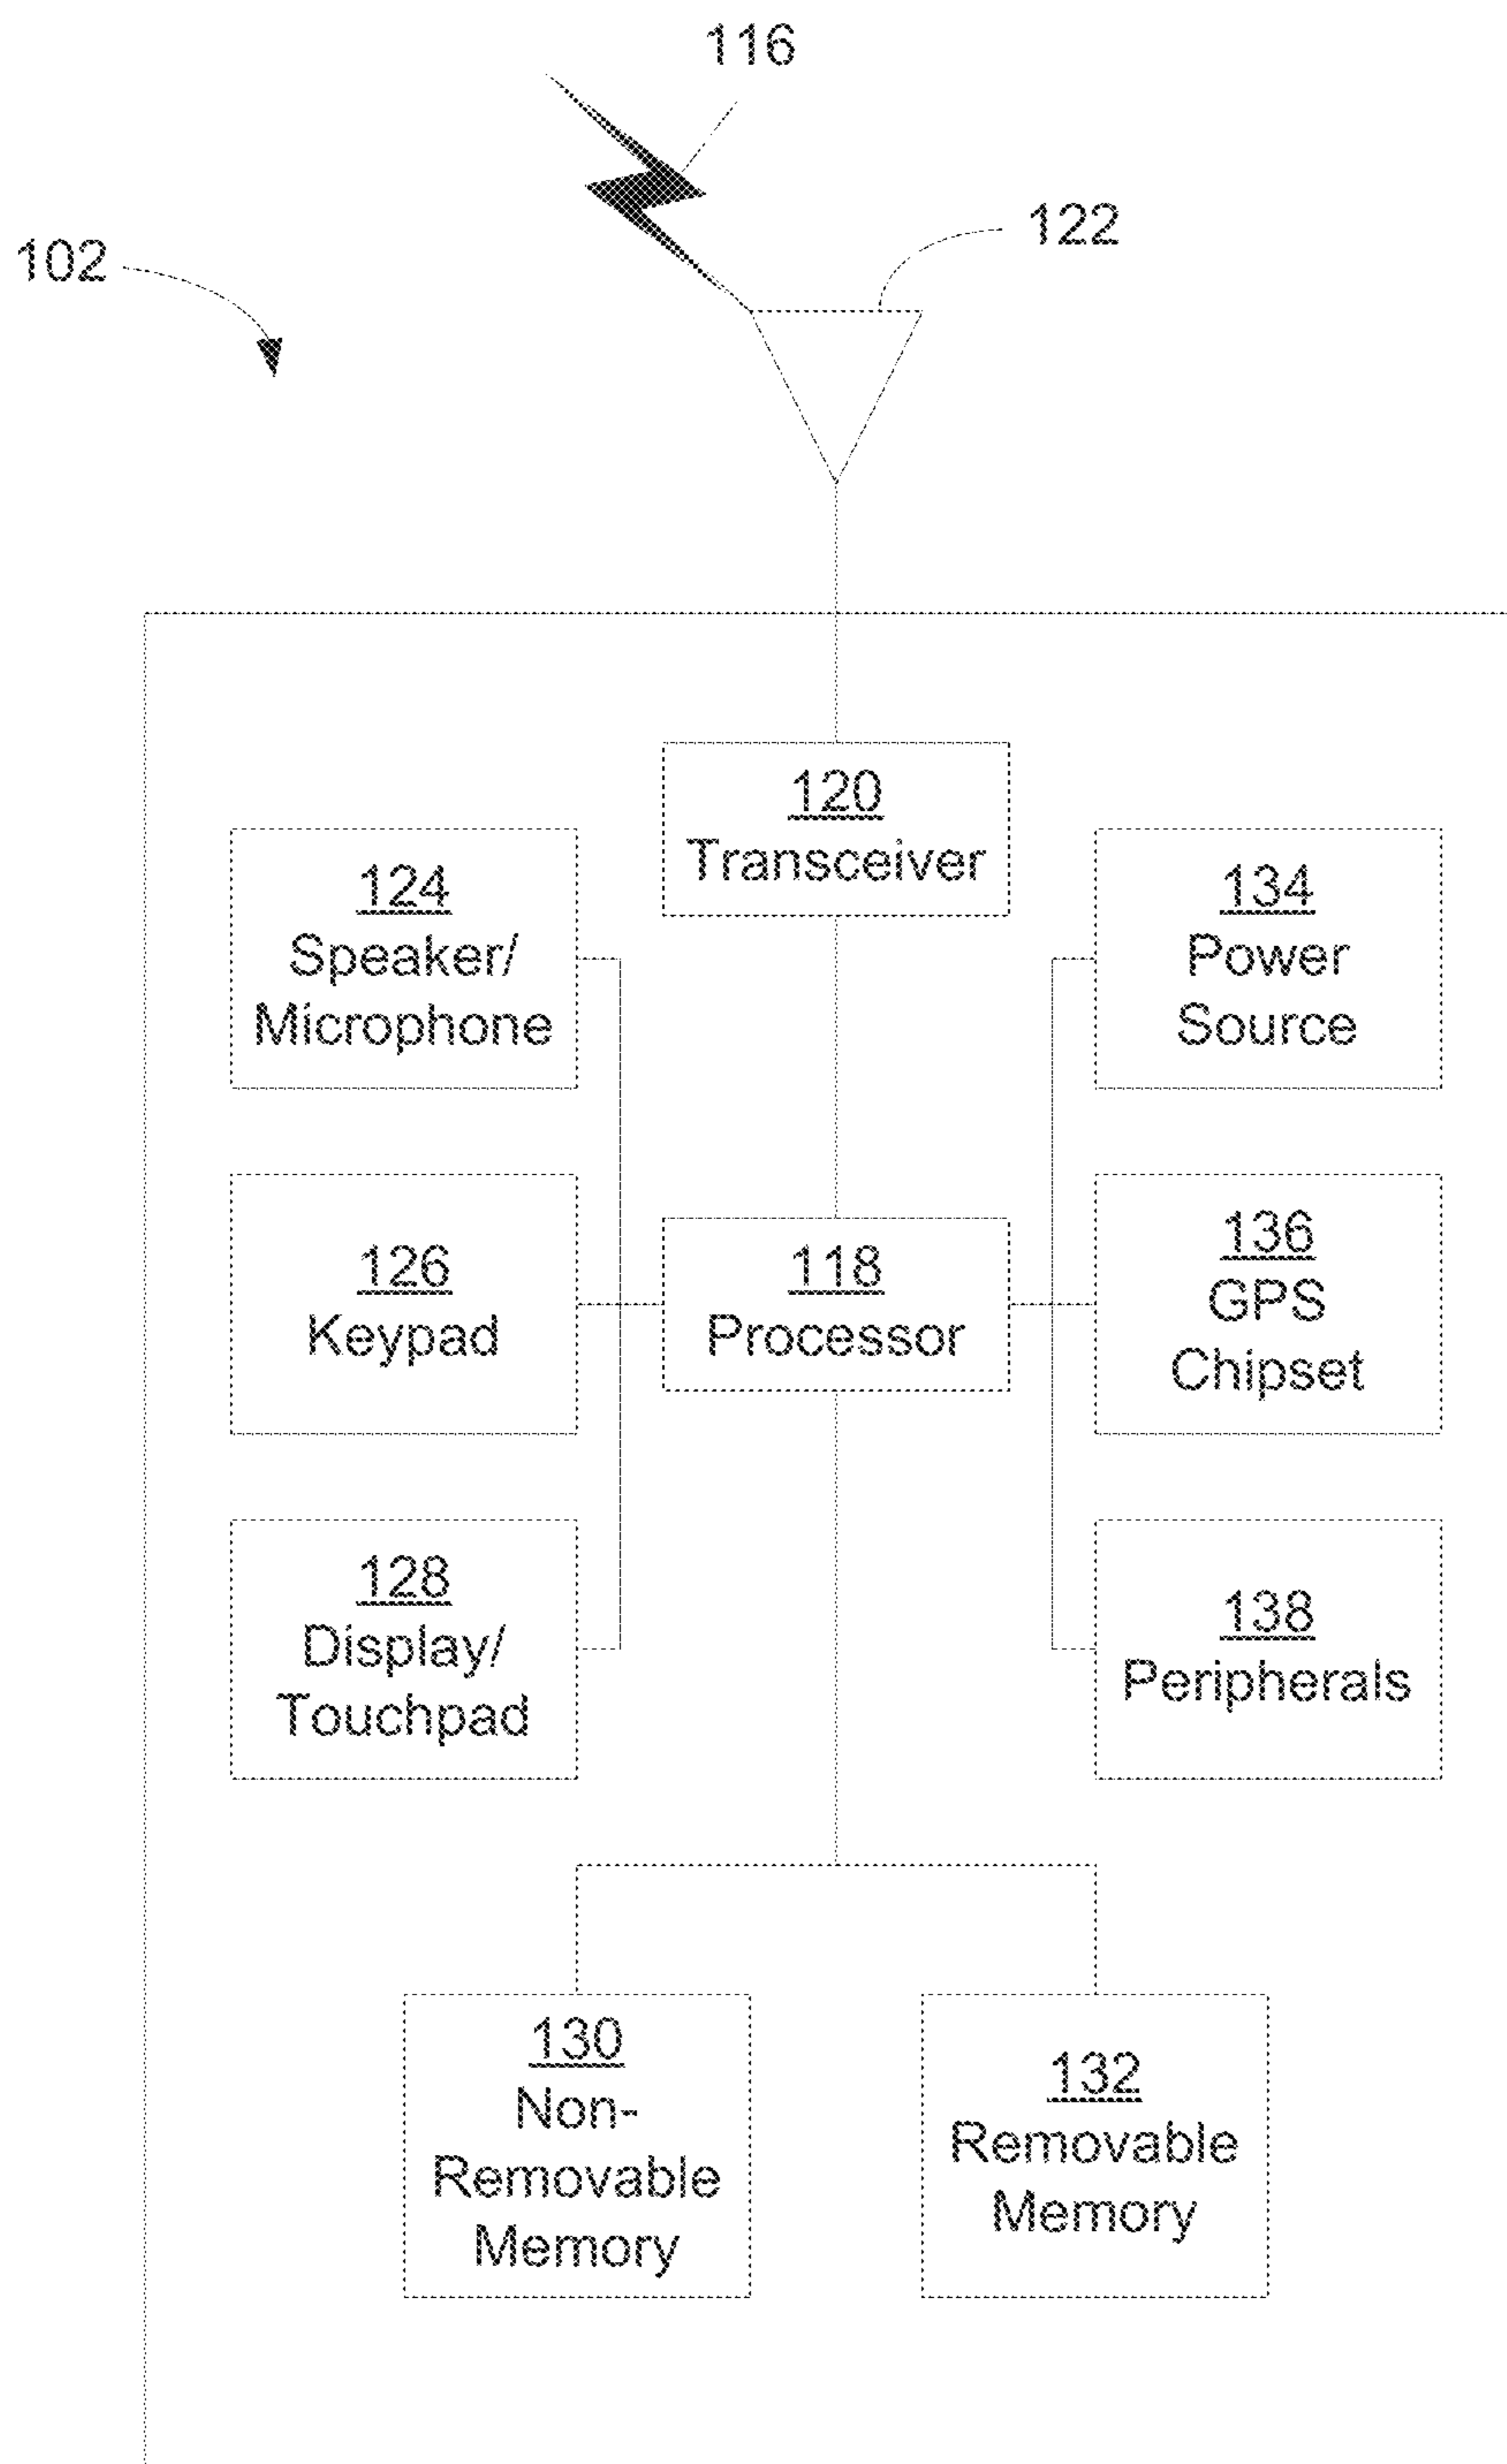 116
122
102
120
Transceiver
124
Speaker/
Microphone
134
Power
Source
126
Keypad
118
Processor
136
GPS
Chipset
128
Display/
Touchpad
138
Peripherals
130
Non-
Removable
Memory
132
Removable
Memory